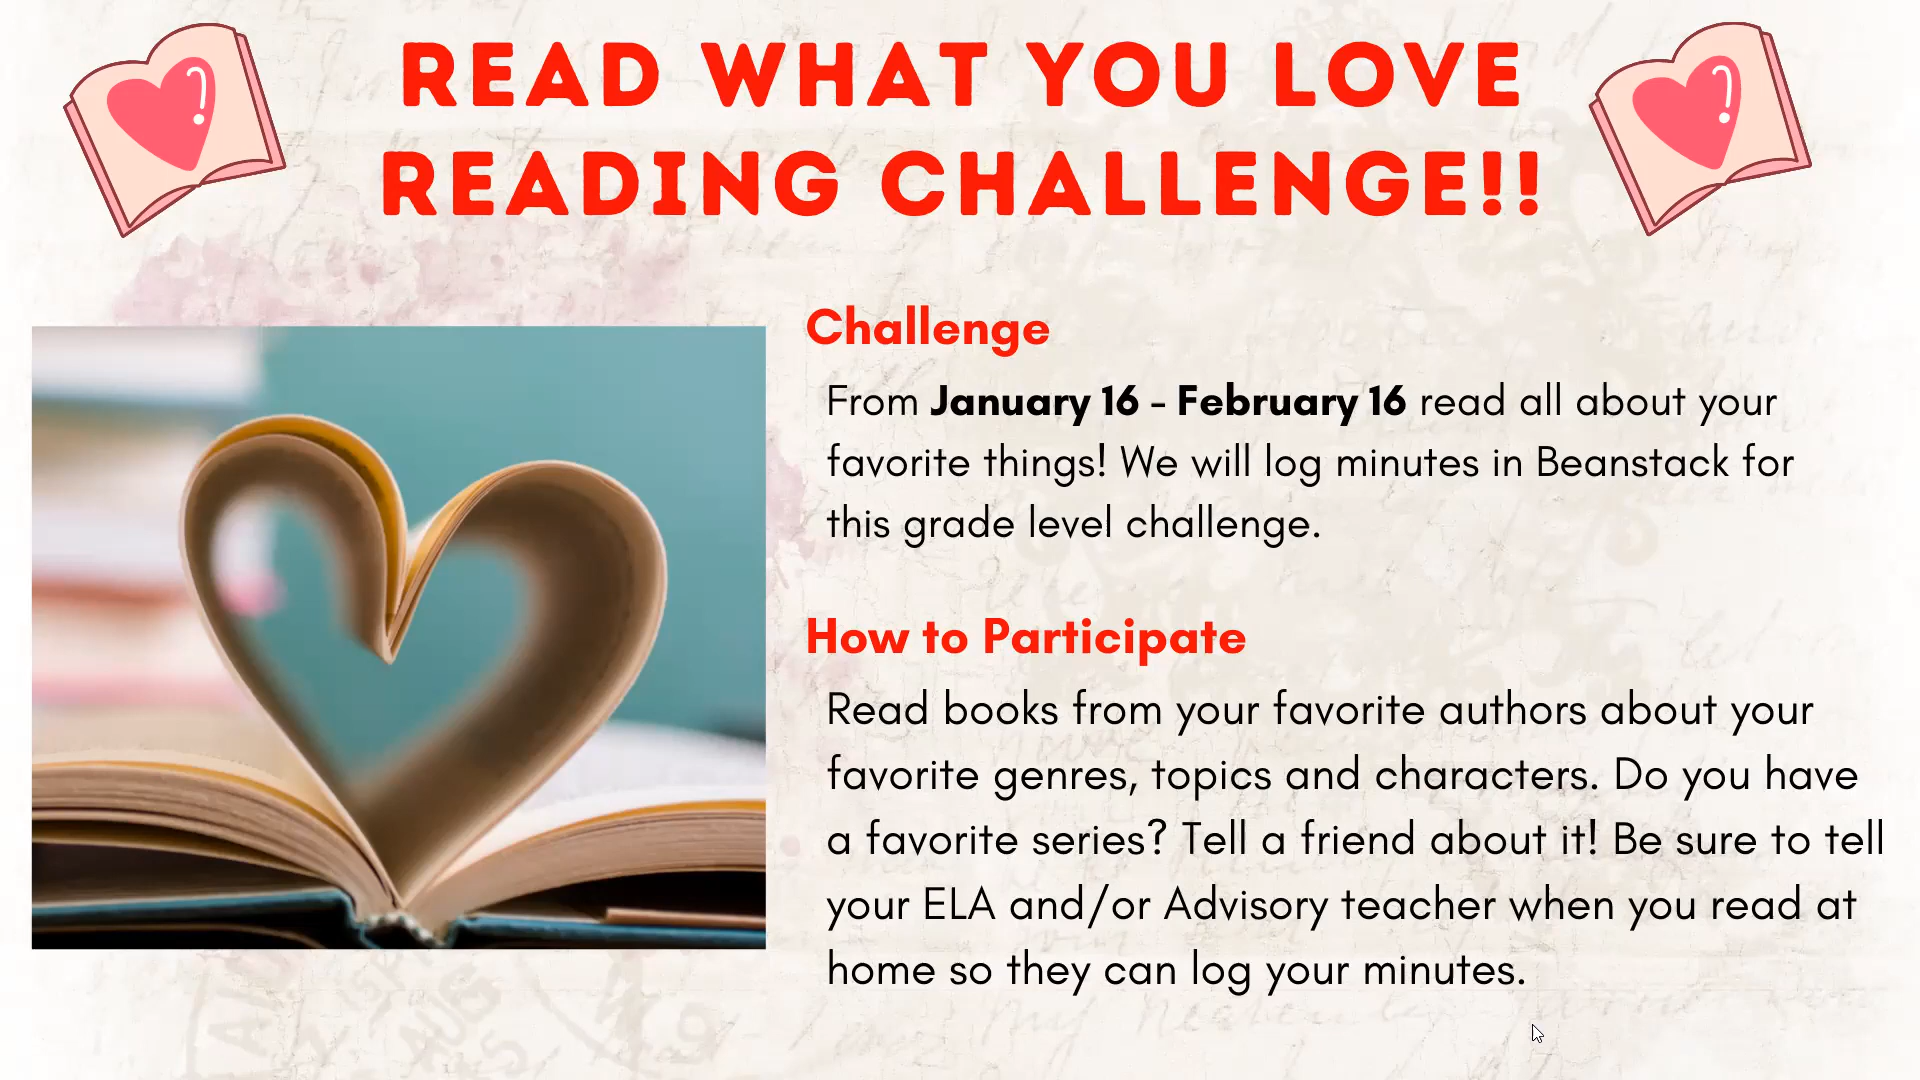 READ WHAT YOU LOVE
READING CHALLENGE!!
Challenge
From January 16 - February 16 read all about your
favorite things! We will log minutes in Beanstack for
this grade level challenge.
How to Participate
Read books from your favorite authors about your
favorite genres, topics and characters. Do you have
a favorite series? Tell a friend about it! Be sure to tell
your ELA and/or Advisory teacher when you read at
home so they can log your minutes.